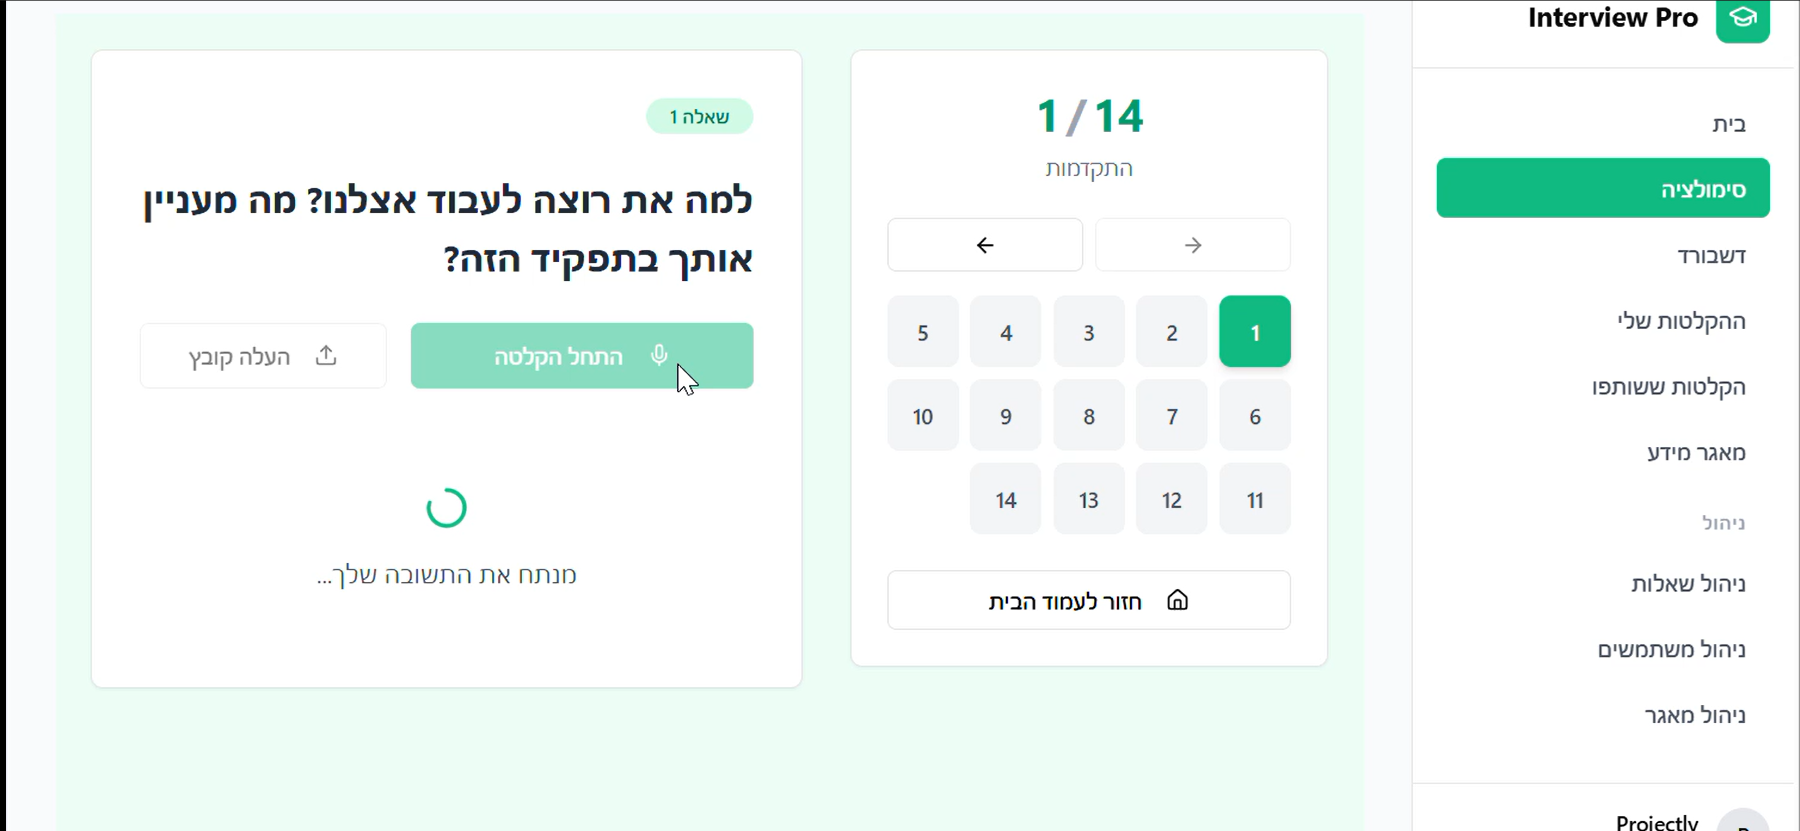 Interview Pro
בית
סימולציה
דשבורד
ההקלטות שלי
הקלטות ששותפו
מאגר מידע
ניהול
ניהול שאלות
ניהול משתמשים
ניהול מאגר
Projectly
1 / 14
התקדמות
1 2 3 4 5
6 7 8 9 10
11 12 13 14
חזור לעמוד הבית
שאלה 1
למה את רוצה לעבוד אצלנו? מה מעניין
אותך בתפקיד הזה?
התחל הקלטה
העלה קובץ
מנתח את התשובה שלך...